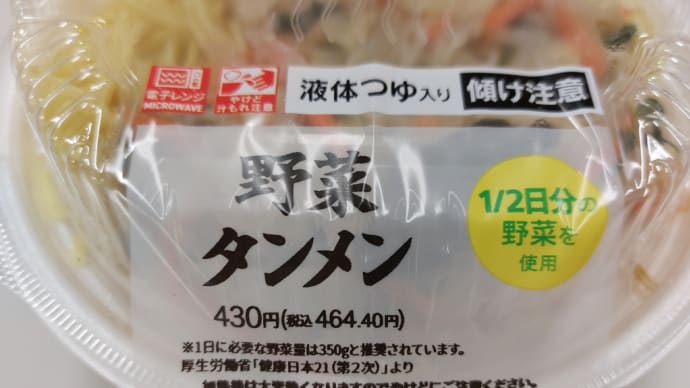 電子レンジ
MICROWAVE
やけど
汁もれ注意
液体つゆ入り 傾け注意
野菜
タンメン
1/2日分の
野菜を
使用
430円(税込 464.40円)
※1日に必要な野菜量は350gと推奨されています。
厚生労働省「健康日本21(第2次)」より